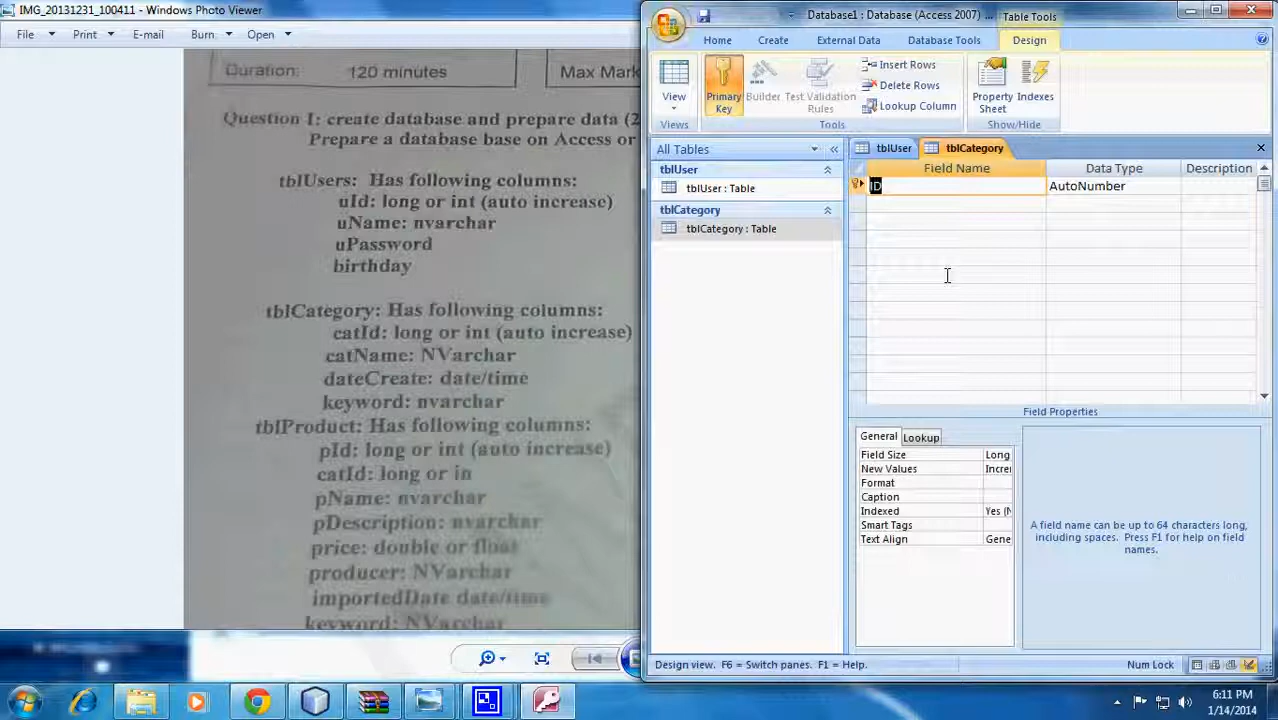 IMG_20131231_100411 - Windows Photo Viewer
File Print E-mail Burn Open
Duration: 120 minutes
Max Mark
Question 1: create database and prepare data (2
Prepare a database base on Access or
tblUsers: Has following columns:
uId: long or int (auto increase)
uName: nvarchar
uPassword
birthday
tblCategory: Has following columns:
catId: long or int (auto increase)
catName: NVarchar
dateCreate: date/time
keyword: nvarchar
tblProduct: Has following columns:
pId: long or int (auto increase)
catId: long or in
pName: nvarchar
pDescription: nvarchar
price: double or float
producer: NVarchar
importedDate date/time
keyword: NVarchar
Database1 : Database (Access 2007) ...
Table Tools
Home Create External Data Database Tools Design
View
Primary Key
Builder
Test Validation Rules
Insert Rows
Delete Rows
Lookup Column
Property Sheet
Indexes
Views Tools Show/Hide
All Tables
tblUser
tblUser : Table
tblCategory
tblCategory : Table
tblUser tblCategory
Field Name Data Type Description
ID AutoNumber
Field Properties
General Lookup
Field Size Long
New Values Incre
Format
Caption
Indexed Yes (N
Smart Tags
Text Align Gene
A field name can be up to 64 characters long,
including spaces. Press F1 for help on field
names.
Design view. F6 = Switch panes. F1 = Help.
Num Lock
6:11 PM
1/14/2014